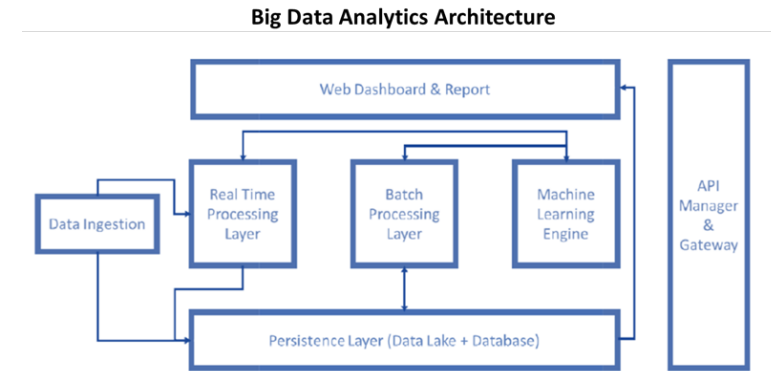 Big Data Analytics Architecture
Web Dashboard & Report
Data Ingestion
Real Time
Processing
Layer
Batch
Processing
Layer
Machine
Learning
Engine
API
Manager
&
Gateway
Persistence Layer (Data Lake + Database)